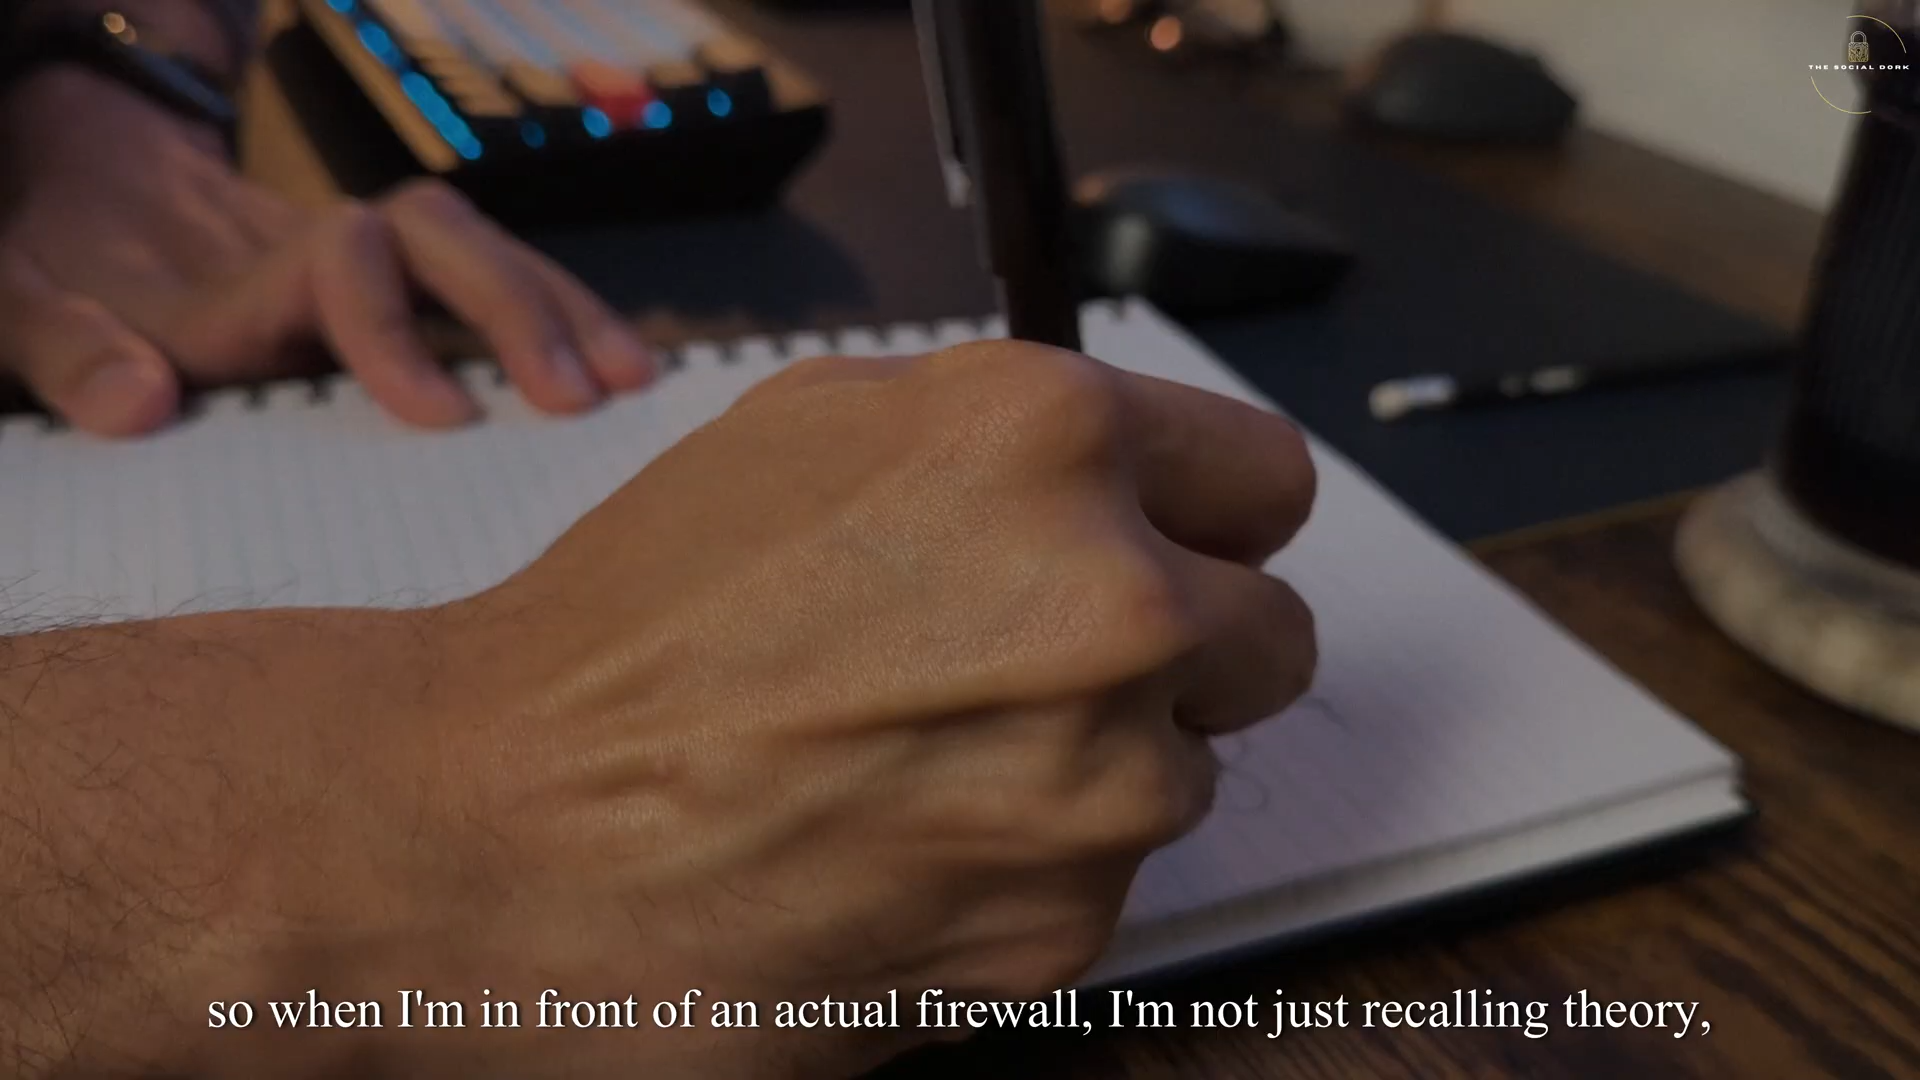 THE SOCIAL DORK
so when I'm in front of an actual firewall, I'm not just recalling theory,